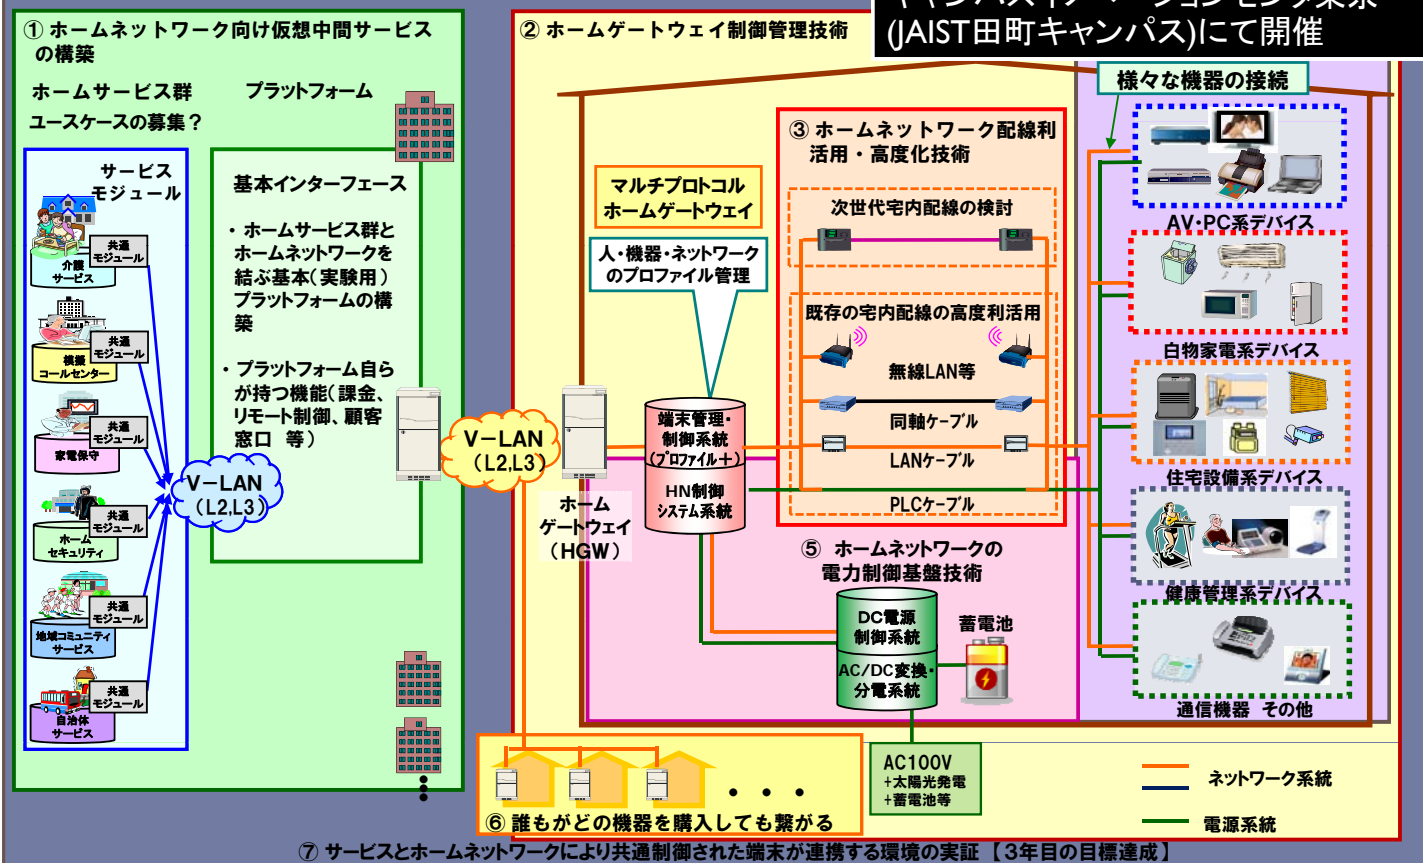 キャンパスイノベーションセンタ東京
(JAIST田町キャンパス)にて開催
① ホームネットワーク向け仮想中間サービス
の構築
ホームサービス群
ユースケースの募集？
プラットフォーム
サービス
モジュール
共通
モジュール
介護
サービス
共通
モジュール
模擬
コールセンター
共通
モジュール
家電保守
共通
モジュール
ホーム
セキュリティ
共通
モジュール
地域コミュニティ
サービス
共通
モジュール
自治体
サービス
V－LAN
（L2,L3）
基本インターフェース
・ホームサービス群と
ホームネットワークを
結ぶ基本（実験用）
プラットフォームの構
築
・プラットフォーム自ら
が持つ機能（課金、
リモート制御、顧客
窓口 等）
V－LAN
（L2,L3）
② ホームゲートウェイ制御管理技術
マルチプロトコル
ホームゲートウェイ
人・機器・ネットワーク
のプロファイル管理
ホーム
ゲートウェイ
（HGW）
端末管理・
制御系統
（プロファイル＋）
HN制御
システム系統
③ ホームネットワーク配線利
活用・高度化技術
次世代宅内配線の検討
既存の宅内配線の高度利活用
無線LAN等
同軸ケーブル
LANケーブル
PLCケーブル
⑤ ホームネットワークの
電力制御基盤技術
DC電源
制御系統
AC/DC変換・
分電系統
蓄電池
AC100V
+太陽光発電
+蓄電池等
様々な機器の接続
AV・PC系デバイス
白物家電系デバイス
住宅設備系デバイス
健康管理系デバイス
通信機器 その他
ネットワーク系統
電源系統
・・・
⑥ 誰もがどの機器を購入しても繋がる
⑦ サービスとホームネットワークにより共通制御された端末が連携する環境の実証 【３年目の目標達成】